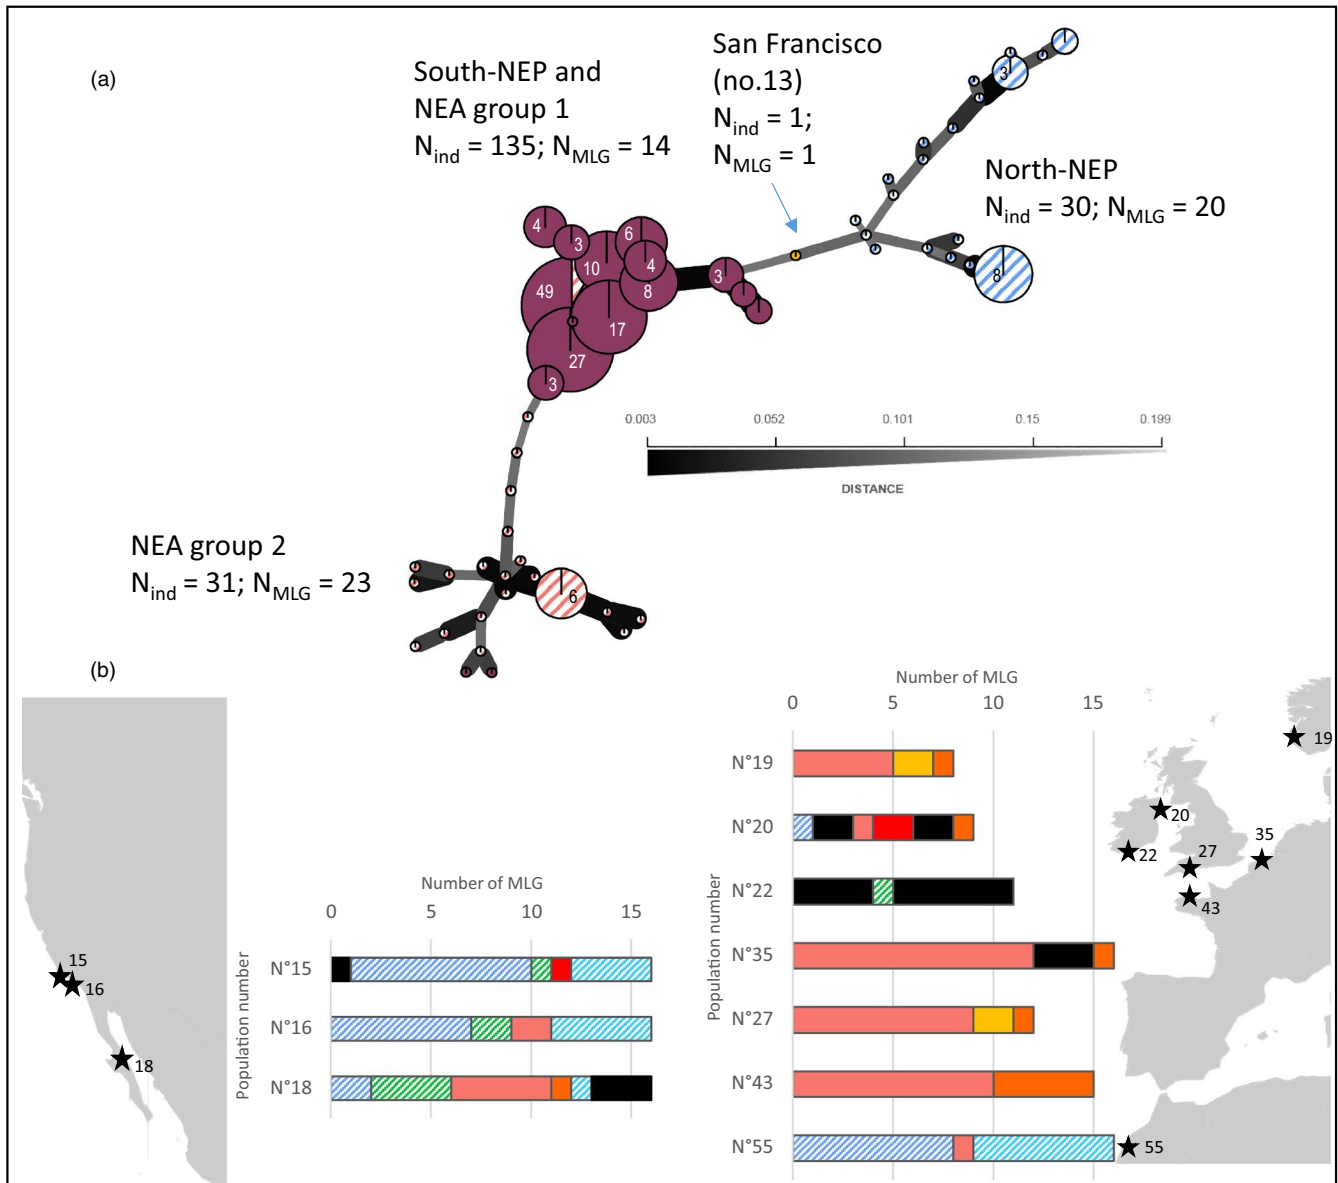 (a)
South-NEP and
NEA group 1
N_ind = 135; N_MLG = 14
San Francisco
(no.13)
N_ind = 1;
N_MLG = 1
North-NEP
N_ind = 30; N_MLG = 20
3
8
4
3
10
6
4
8
3
49
17
27
3
0.003 0.052 0.101 0.15 0.199
DISTANCE
NEA group 2
N_ind = 31; N_MLG = 23
6
(b)
15
16
18
Number of MLG
0 5 10 15
Population number
N°15
N°16
N°18
Number of MLG
0 5 10 15
Population number
N°19
N°20
N°22
N°35
N°27
N°43
N°55
19
20
22
27
35
43
55